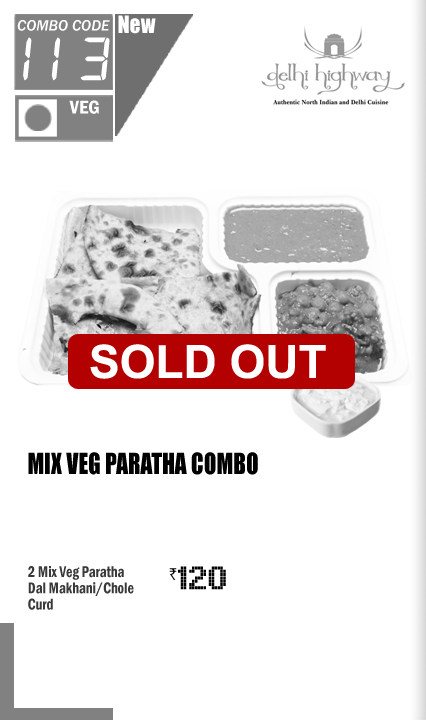 COMBO CODE
113
New
VEG
delhi highway
Authentic North Indian and Delhi Cuisine
SOLD OUT
MIX VEG PARATHA COMBO
2 Mix Veg Paratha
Dal Makhani/Chole
Curd
₹120